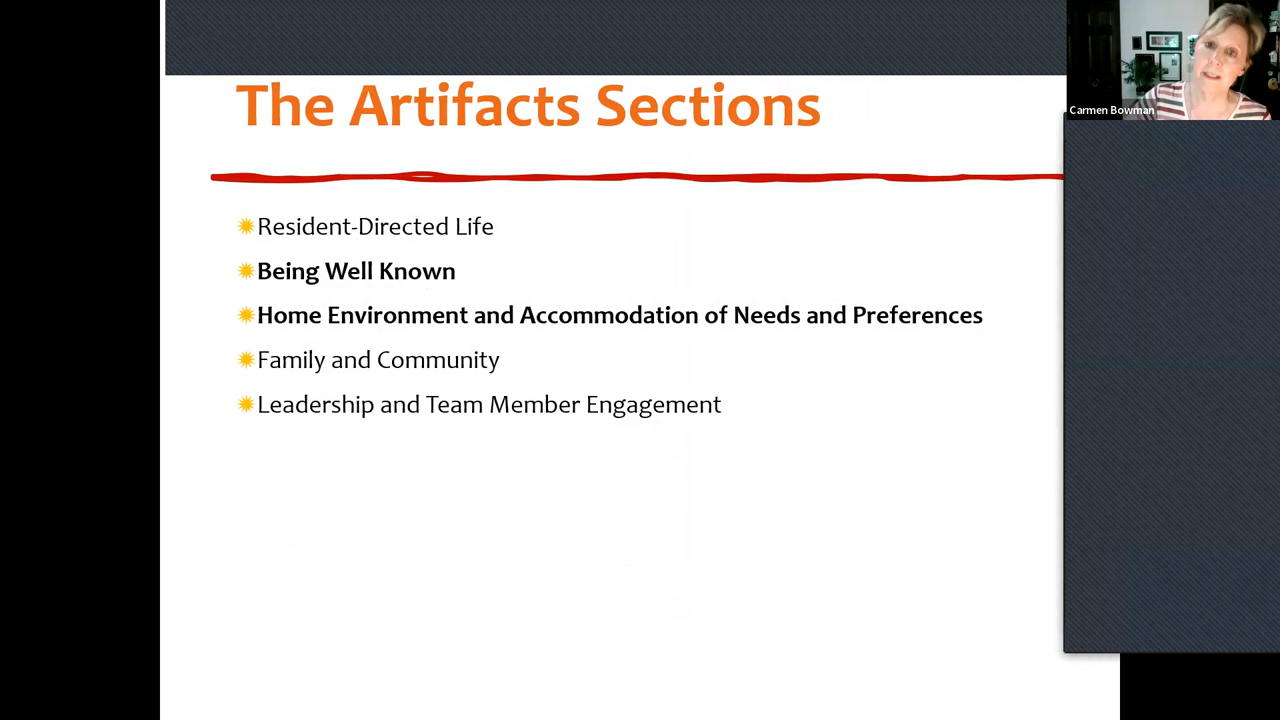 The Artifacts Sections
Carmen Bowman
Resident-Directed Life
Being Well Known
Home Environment and Accommodation of Needs and Preferences
Family and Community
Leadership and Team Member Engagement